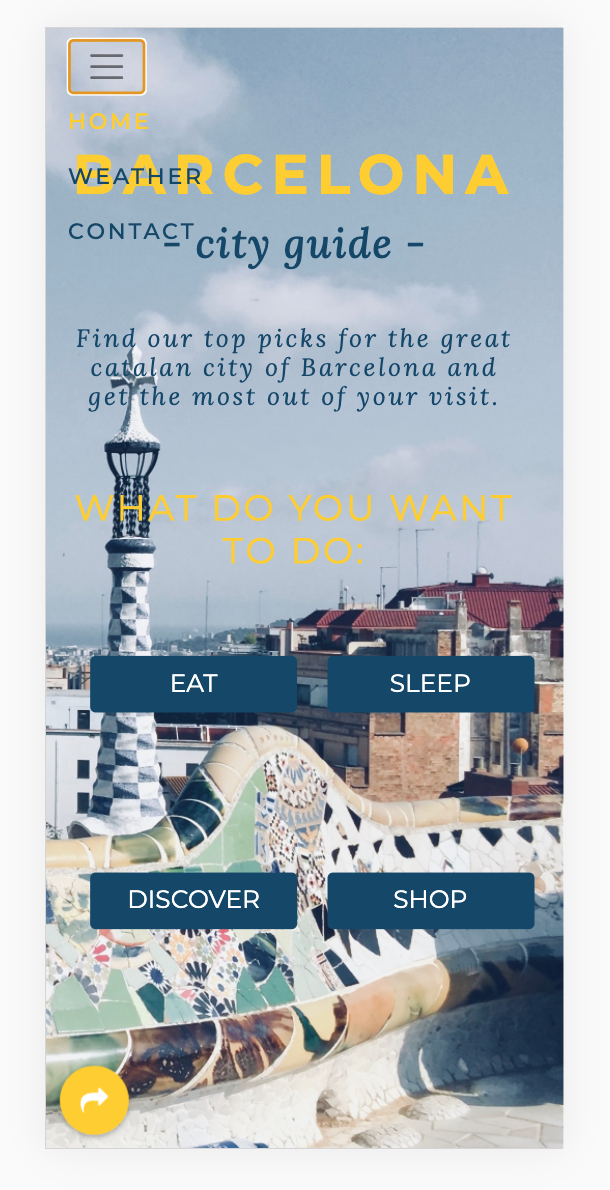 HOME
WEATHER
BARCELONA
CONTACT
- city guide -
Find our top picks for the great
catalan city of Barcelona and
get the most out of your visit.
WHAT DO YOU WANT
TO DO:
EAT
SLEEP
DISCOVER
SHOP